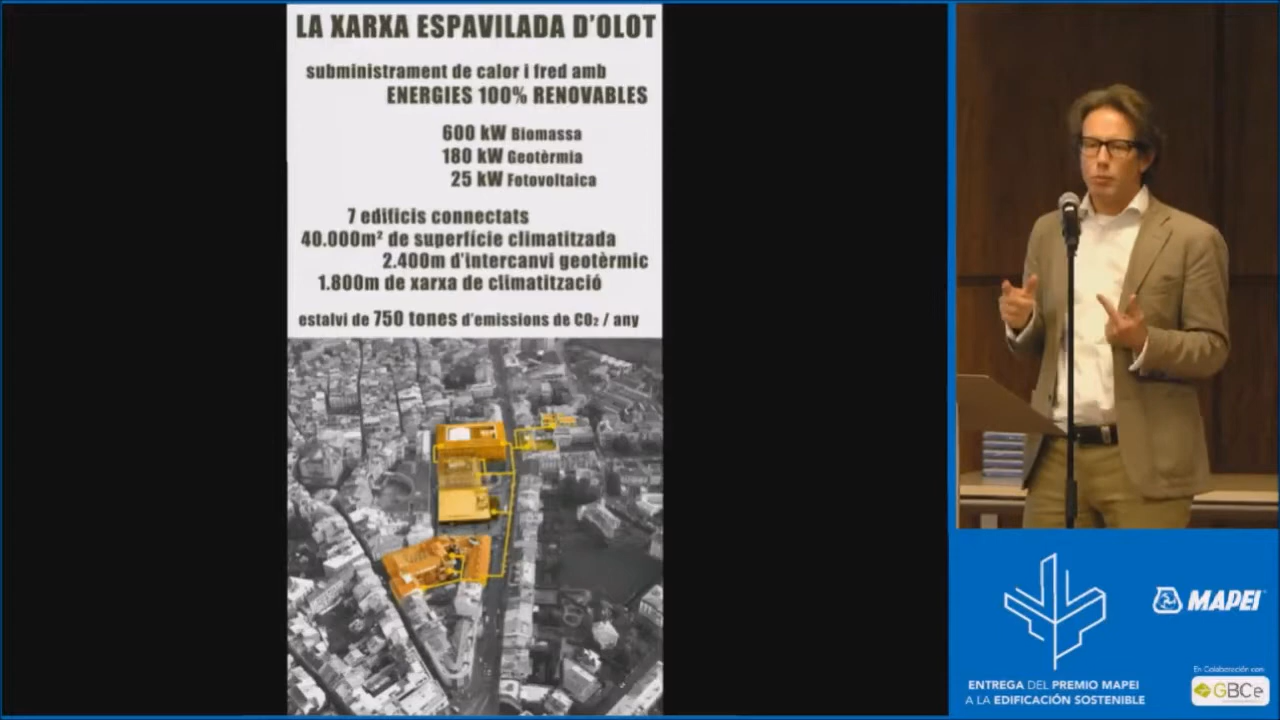 LA XARXA ESPAVILADA D'OLOT
subministrament de calor i fred amb
ENERGIES 100% RENOVABLES
600 kW Biomassa
180 kW Geotèrmia
25 kW Fotovoltaica
7 edificis connectats
40.000m² de superfície climatitzada
2.400m d'intercanvi geotèrmic
1.800m de xarxa de climatització
estalvi de 750 tones d'emissions de CO₂ / any
MAPEI
En Colaboración con:
GBCe
ENTREGA DEL PREMIO MAPEI
A LA EDIFICACIÓN SOSTENIBLE